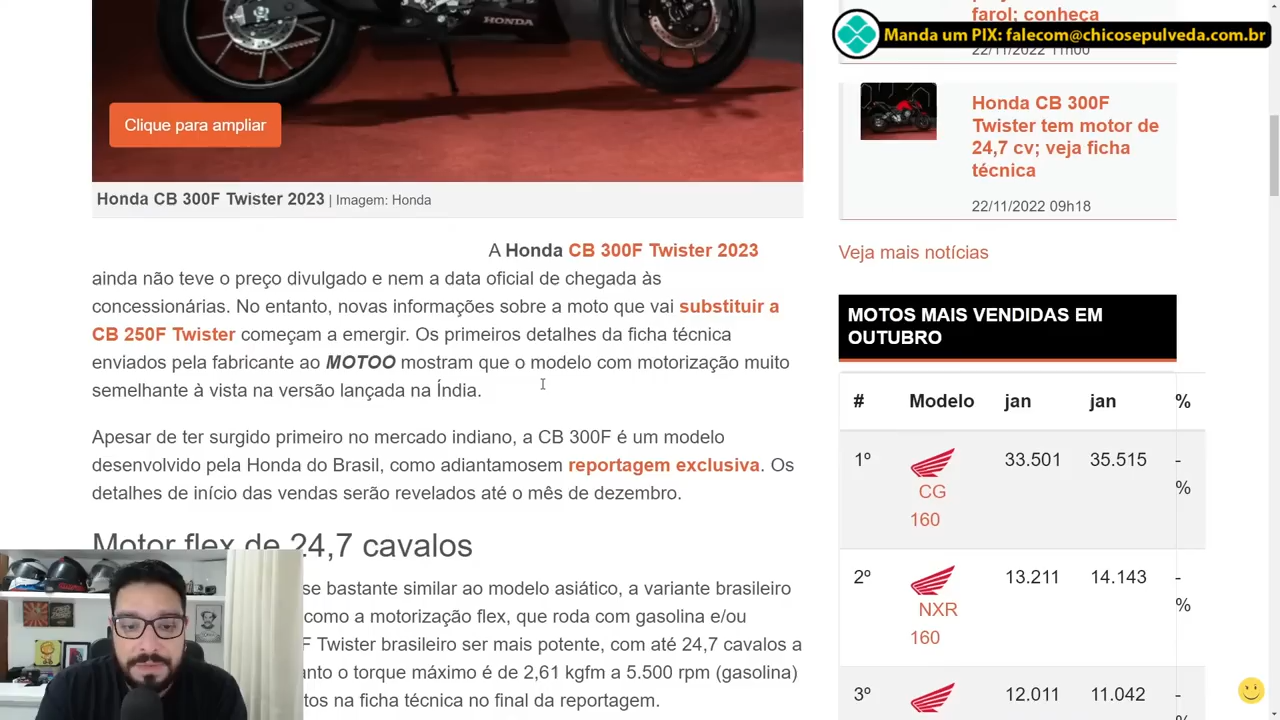 HONDA
Clique para ampliar
Honda CB 300F Twister 2023 | Imagem: Honda
A Honda CB 300F Twister 2023
ainda não teve o preço divulgado e nem a data oficial de chegada às
concessionárias. No entanto, novas informações sobre a moto que vai substituir a
CB 250F Twister começam a emergir. Os primeiros detalhes da ficha técnica
enviados pela fabricante ao MOTOO mostram que o modelo com motorização muito
semelhante à vista na versão lançada na Índia.
Apesar de ter surgido primeiro no mercado indiano, a CB 300F é um modelo
desenvolvido pela Honda do Brasil, como adiantamosem reportagem exclusiva. Os
detalhes de início das vendas serão revelados até o mês de dezembro.
Motor flex de 24,7 cavalos
se bastante similar ao modelo asiático, a variante brasileiro
como a motorização flex, que roda com gasolina e/ou
F Twister brasileiro ser mais potente, com até 24,7 cavalos a
anto o torque máximo é de 2,61 kgfm a 5.500 rpm (gasolina)
tos na ficha técnica no final da reportagem.
farol; conheça
Manda um PIX: falecom@chicosepulveda.com.br
22/11/2022 11h00
Honda CB 300F
Twister tem motor de
24,7 cv; veja ficha
técnica
22/11/2022 09h18
Veja mais notícias
MOTOS MAIS VENDIDAS EM
OUTUBRO
# Modelo jan jan %
1º 33.501 35.515 -
%
CG
160
2º 13.211 14.143 -
%
NXR
160
3º 12.011 11.042 -